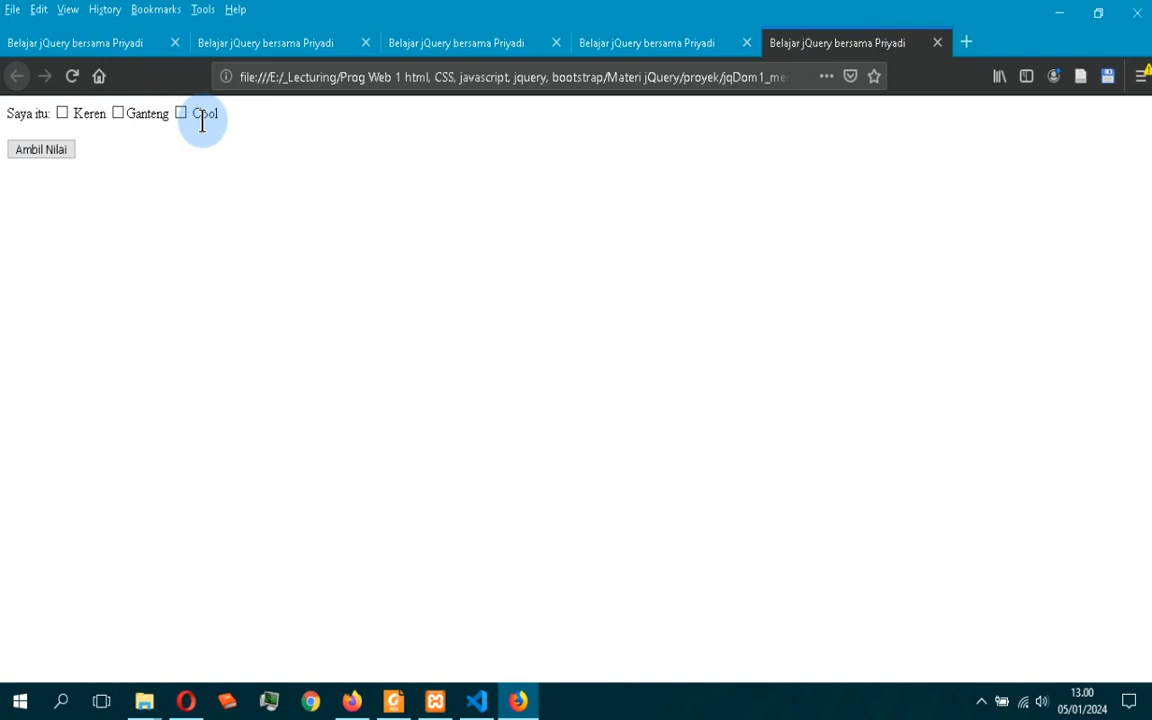 File Edit View History Bookmarks Tools Help
Belajar jQuery bersama Priyadi Belajar jQuery bersama Priyadi Belajar jQuery bersama Priyadi Belajar jQuery bersama Priyadi Belajar jQuery bersama Priyadi
file:///E:/_Lecturing/Prog Web 1 html, CSS, javascript, jquery, bootstrap/Materi jQuery/proyek/jqDom1_me
Saya itu: Keren Ganteng Cool
Ambil Nilai
13.00
05/01/2024